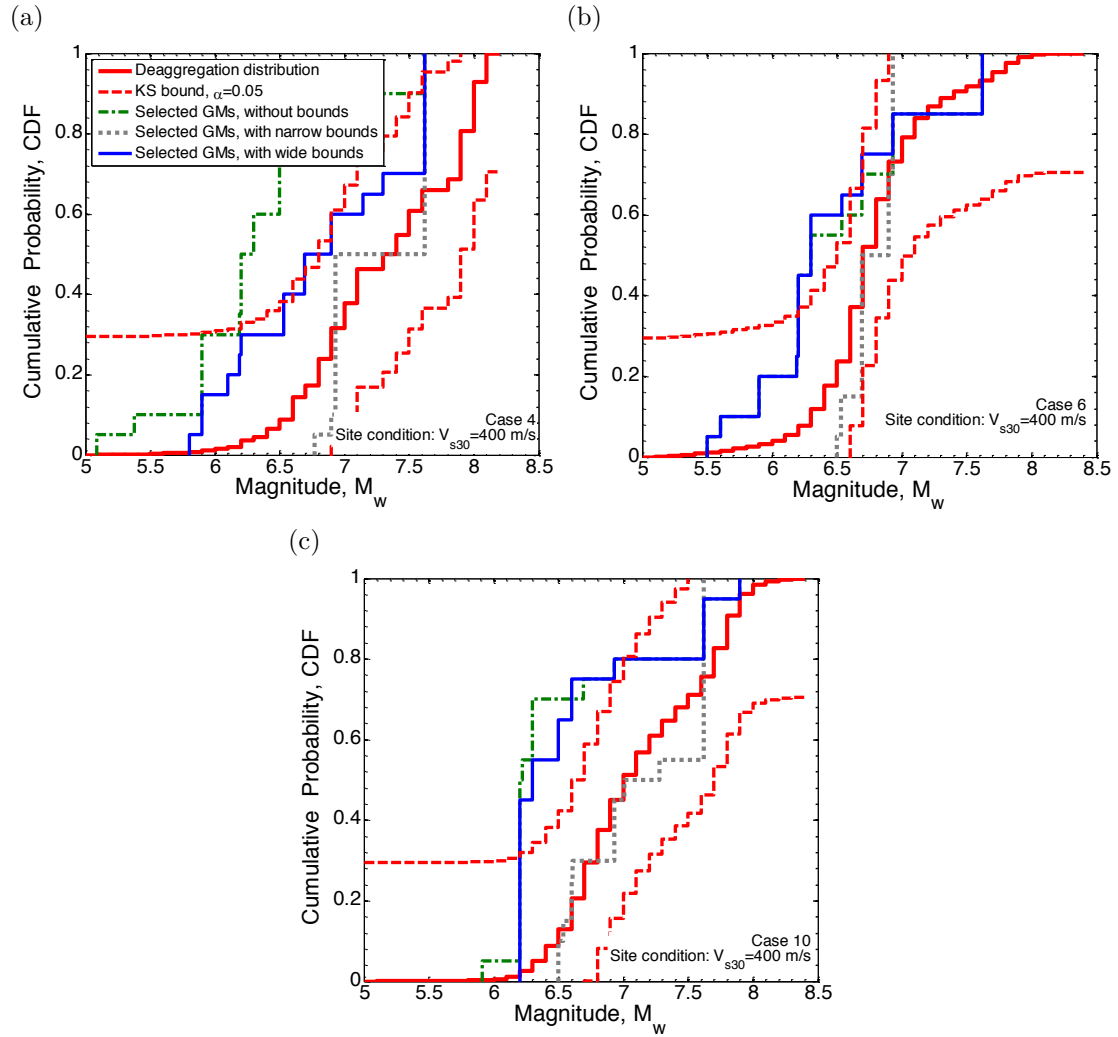 (a)
Cumulative Probability, CDF
1
0.8
0.6
0.4
0.2
0
Deaggregation distribution
KS bound, α=0.05
Selected GMs, without bounds
Selected GMs, with narrow bounds
Selected GMs, with wide bounds
Case 4
Site condition: Vs30=400 m/s
5 5.5 6 6.5 7 7.5 8 8.5
Magnitude, Mw
(b)
Cumulative Probability, CDF
1
0.8
0.6
0.4
0.2
0
Case 6
Site condition: Vs30=400 m/s
5 5.5 6 6.5 7 7.5 8 8.5
Magnitude, Mw
(c)
Cumulative Probability, CDF
1
0.8
0.6
0.4
0.2
0
Case 10
Site condition: Vs30=400 m/s
5 5.5 6 6.5 7 7.5 8 8.5
Magnitude, Mw